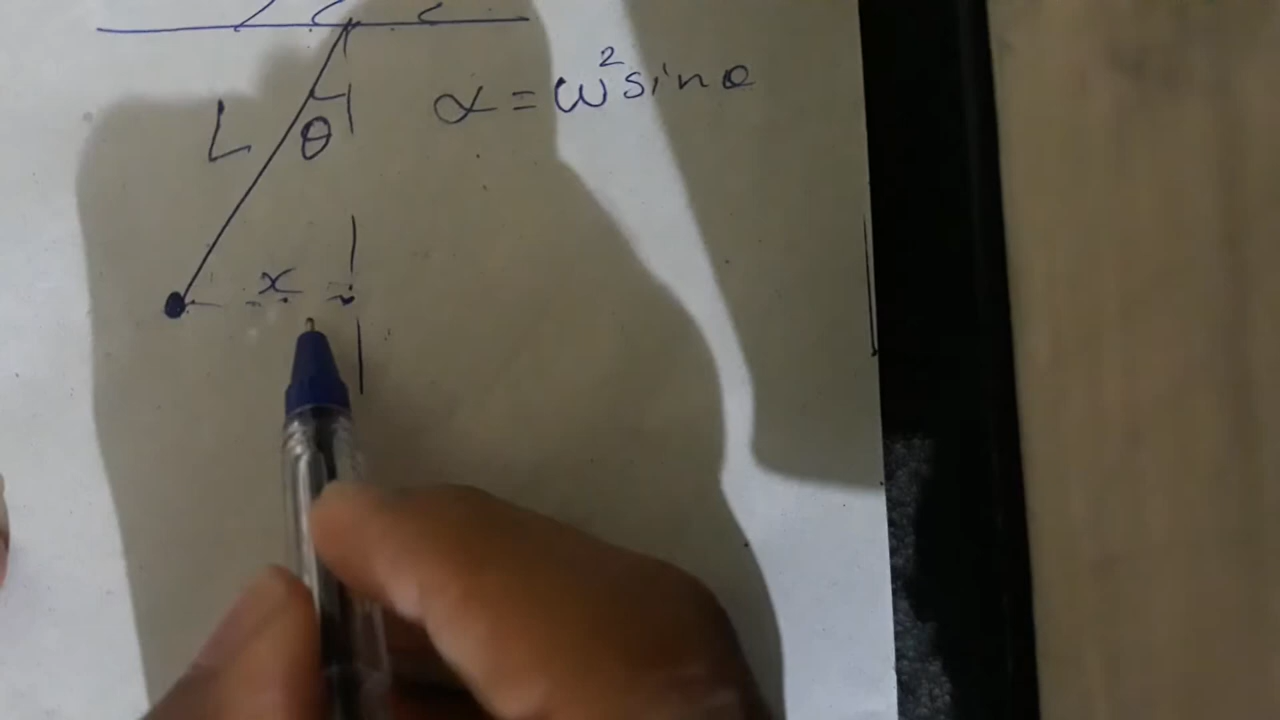 α = ω²sinθ
L
θ
x